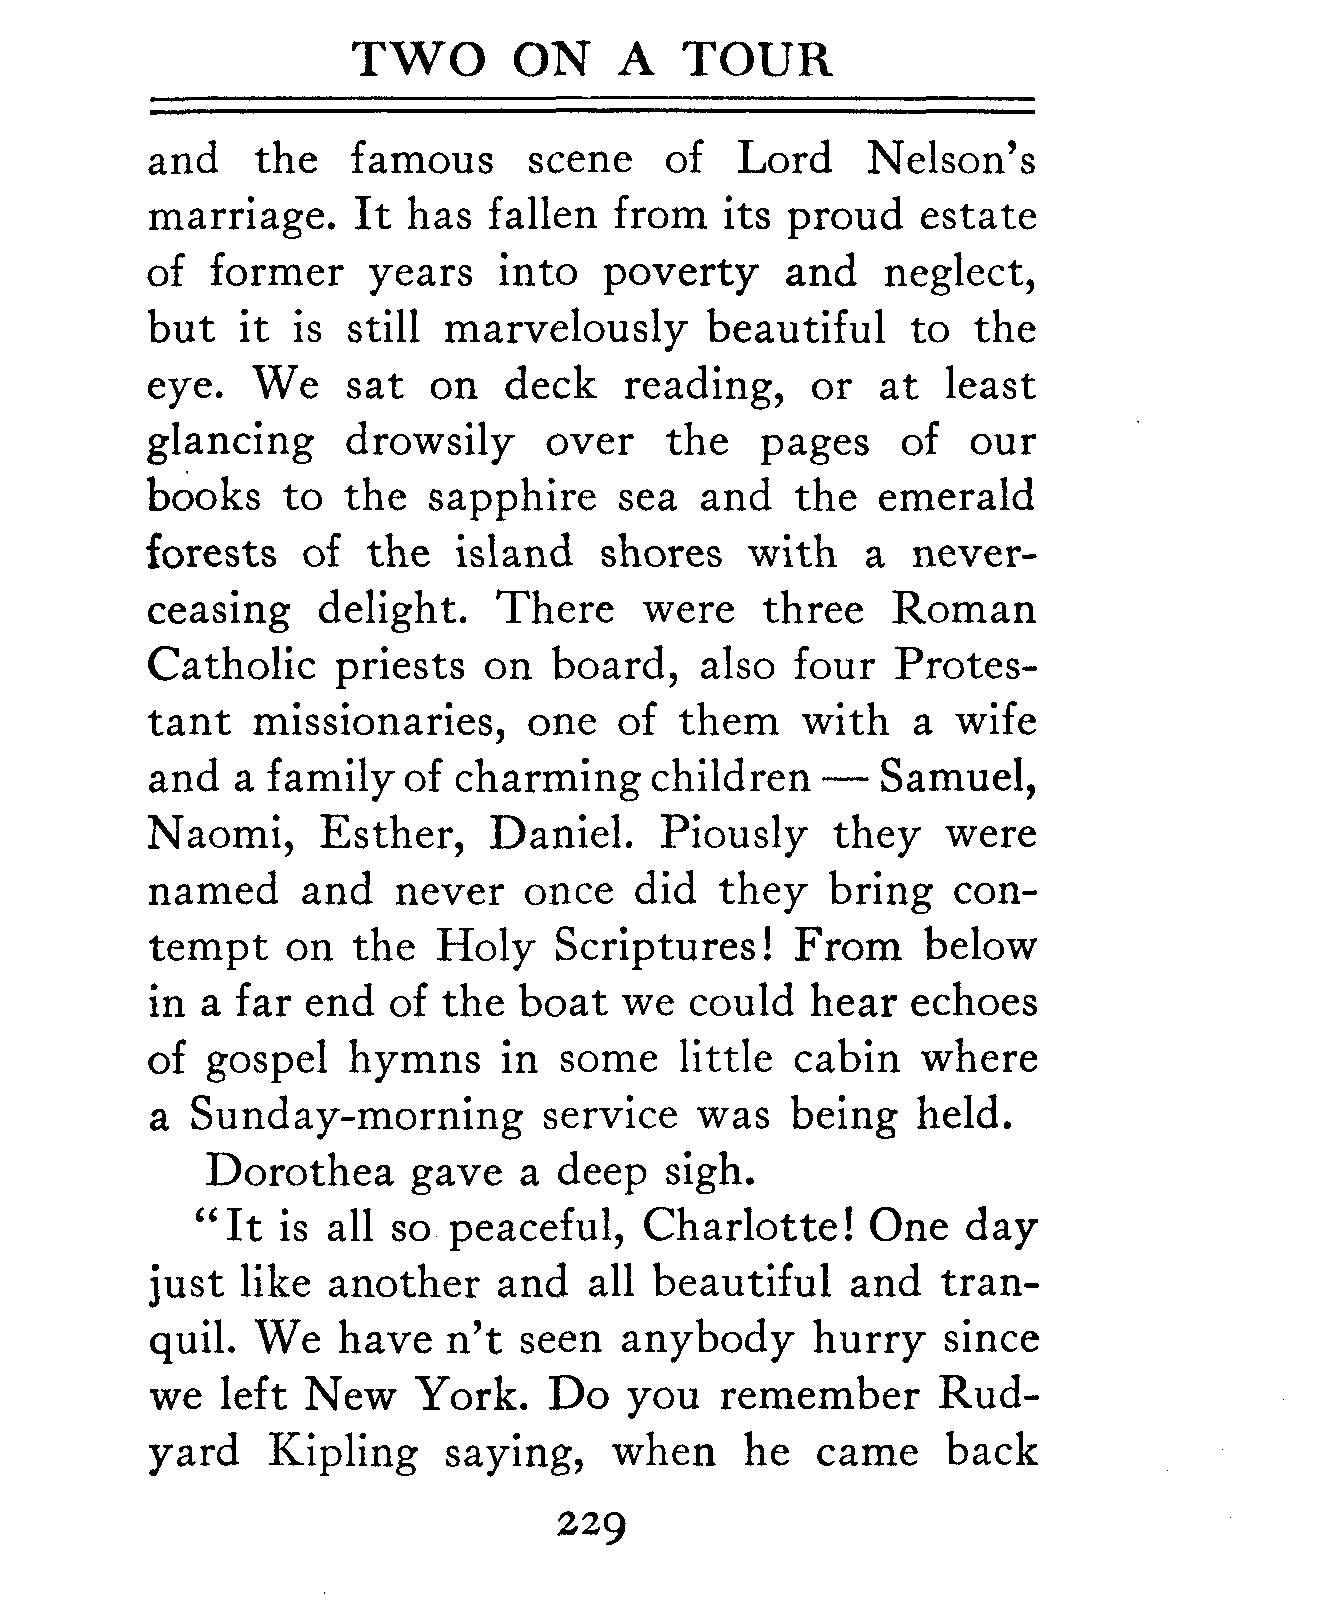 TWO ON A TOUR
and the famous scene of Lord Nelson's
marriage. It has fallen from its proud estate
of former years into poverty and neglect,
but it is still marvelously beautiful to the
eye. We sat on deck reading, or at least
glancing drowsily over the pages of our
books to the sapphire sea and the emerald
forests of the island shores with a never-
ceasing delight. There were three Roman
Catholic priests on board, also four Protes-
tant missionaries, one of them with a wife
and a family of charming children — Samuel,
Naomi, Esther, Daniel. Piously they were
named and never once did they bring con-
tempt on the Holy Scriptures! From below
in a far end of the boat we could hear echoes
of gospel hymns in some little cabin where
a Sunday-morning service was being held.
Dorothea gave a deep sigh.
"It is all so peaceful, Charlotte! One day
just like another and all beautiful and tran-
quil. We have n't seen anybody hurry since
we left New York. Do you remember Rud-
yard Kipling saying, when he came back
229